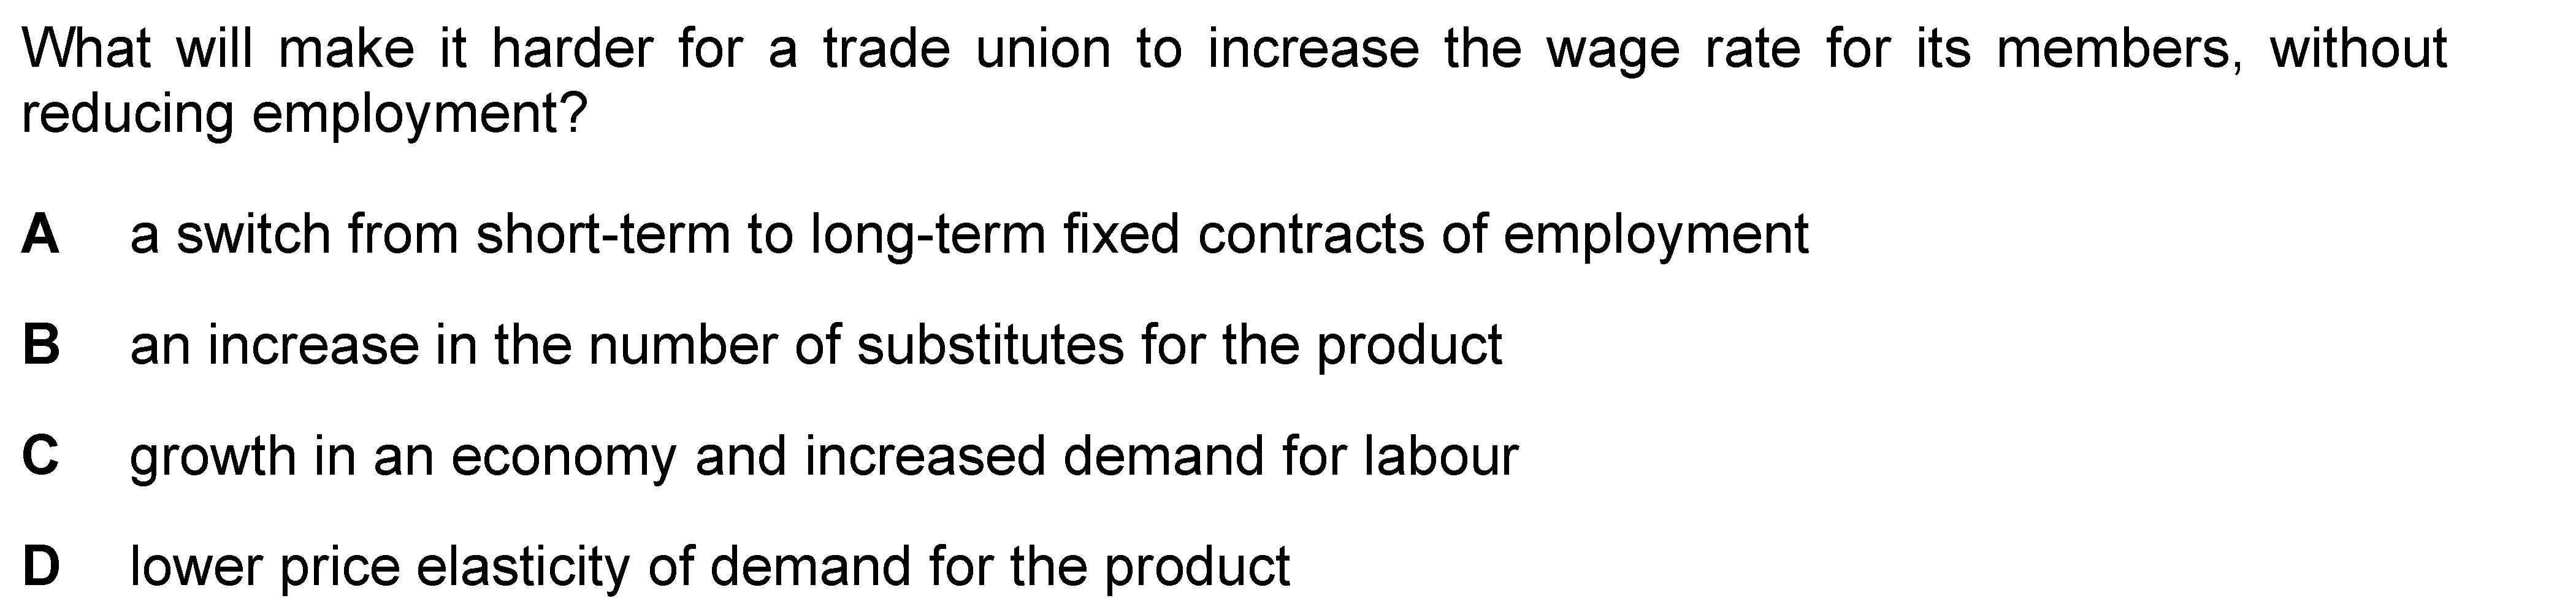 What will make it harder for a trade union to increase the wage rate for its members, without
reducing employment?
A a switch from short-term to long-term fixed contracts of employment
B an increase in the number of substitutes for the product
C growth in an economy and increased demand for labour
D lower price elasticity of demand for the product